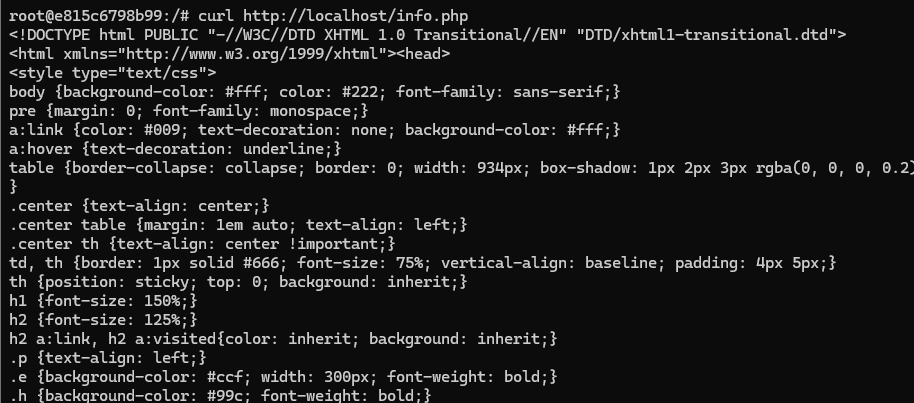 root@e815c6798b99:/# curl http://localhost/info.php
<!DOCTYPE html PUBLIC "-//W3C//DTD XHTML 1.0 Transitional//EN" "DTD/xhtml1-transitional.dtd">
<html xmlns="http://www.w3.org/1999/xhtml"><head>
<style type="text/css">
body {background-color: #fff; color: #222; font-family: sans-serif;}
pre {margin: 0; font-family: monospace;}
a:link {color: #009; text-decoration: none; background-color: #fff;}
a:hover {text-decoration: underline;}
table {border-collapse: collapse; border: 0; width: 934px; box-shadow: 1px 2px 3px rgba(0, 0, 0, 0.2)
}
.center {text-align: center;}
.center table {margin: 1em auto; text-align: left;}
.center th {text-align: center !important;}
td, th {border: 1px solid #666; font-size: 75%; vertical-align: baseline; padding: 4px 5px;}
th {position: sticky; top: 0; background: inherit;}
h1 {font-size: 150%;}
h2 {font-size: 125%;}
h2 a:link, h2 a:visited{color: inherit; background: inherit;}
.p {text-align: left;}
.e {background-color: #ccf; width: 300px; font-weight: bold;}
.h {background-color: #99c; font-weight: bold;}